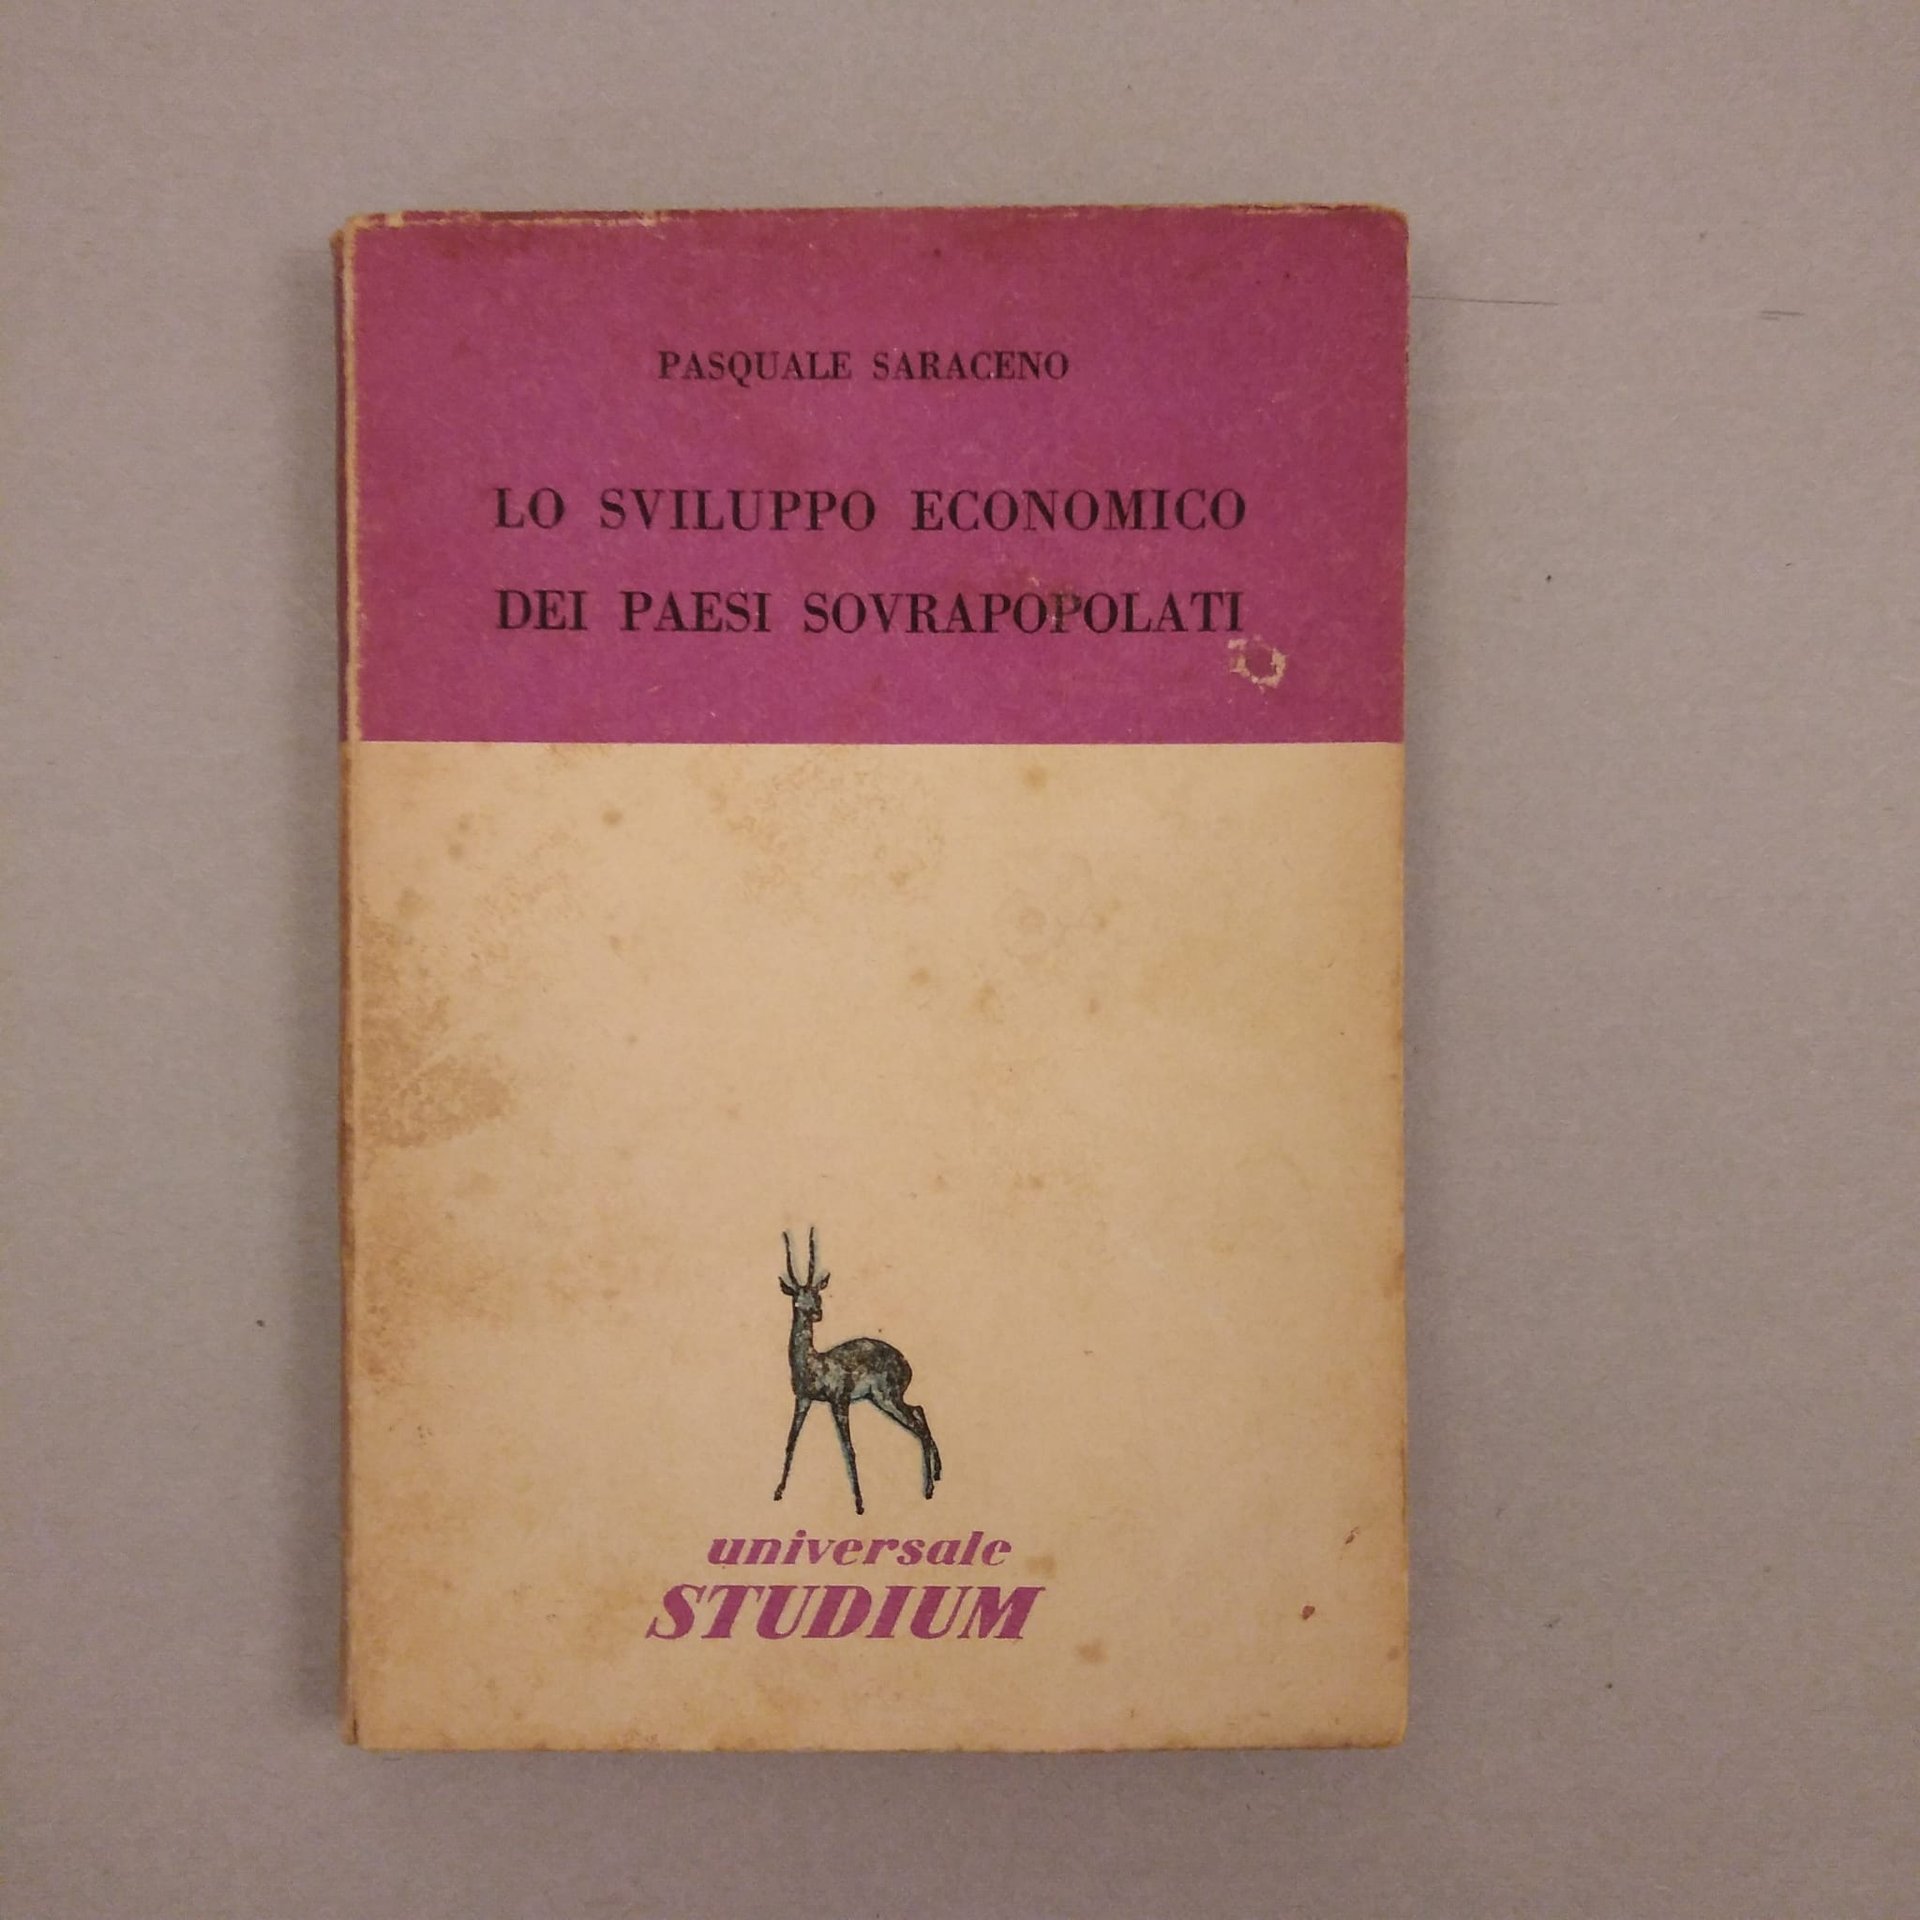 PASQUALE SARACENO
LO SVILUPPO ECONOMICO
DEI PAESI SOVRAPOPOLATI
universale
STUDIUM